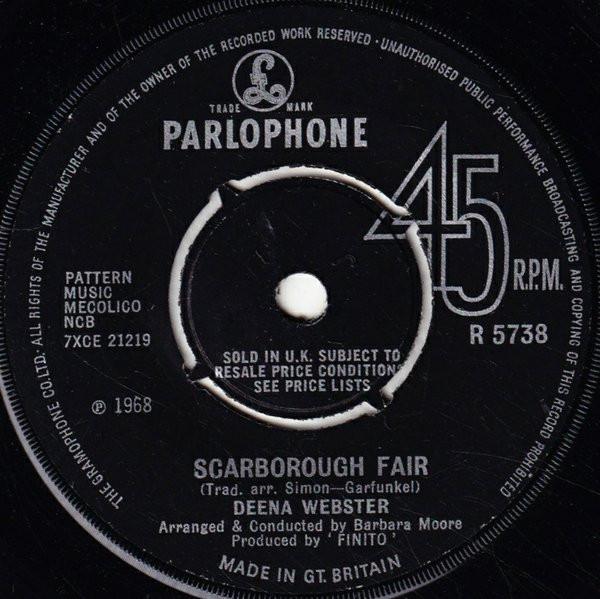 THE GRAMOPHONE CO. LTD. ALL RIGHTS OF THE MANUFACTURER AND OF THE OWNER OF THE RECORDED WORK RESERVED · UNAUTHORISED PUBLIC PERFORMANCE BROADCASTING AND COPYING OF THIS RECORD PROHIBITED
£
TRADE MARK
PARLOPHONE
45
R.P.M.
R 5738
PATTERN
MUSIC
MECOLICO
NCB
7XCE 21219
SOLD IN U.K. SUBJECT TO
RESALE PRICE CONDITIONS
SEE PRICE LISTS
℗ 1968
SCARBOROUGH FAIR
(Trad. arr. Simon—Garfunkel)
DEENA WEBSTER
Arranged & Conducted by Barbara Moore
Produced by 'FINITO'
MADE IN GT. BRITAIN